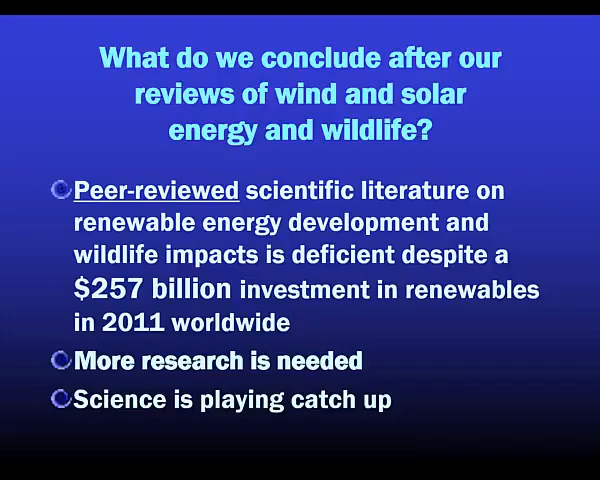 What do we conclude after our
reviews of wind and solar
energy and wildlife?
Peer-reviewed scientific literature on
renewable energy development and
wildlife impacts is deficient despite a
$257 billion investment in renewables
in 2011 worldwide
More research is needed
Science is playing catch up